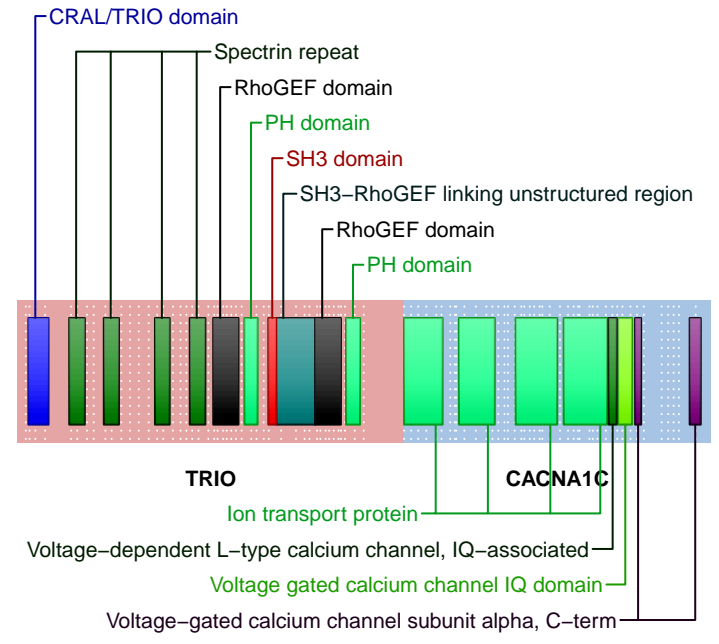 CRAL/TRIO domain
Spectrin repeat
RhoGEF domain
PH domain
SH3 domain
SH3−RhoGEF linking unstructured region
RhoGEF domain
PH domain
TRIO
CACNA1C
Ion transport protein
Voltage−dependent L−type calcium channel, IQ−associated
Voltage gated calcium channel IQ domain
Voltage−gated calcium channel subunit alpha, C−term